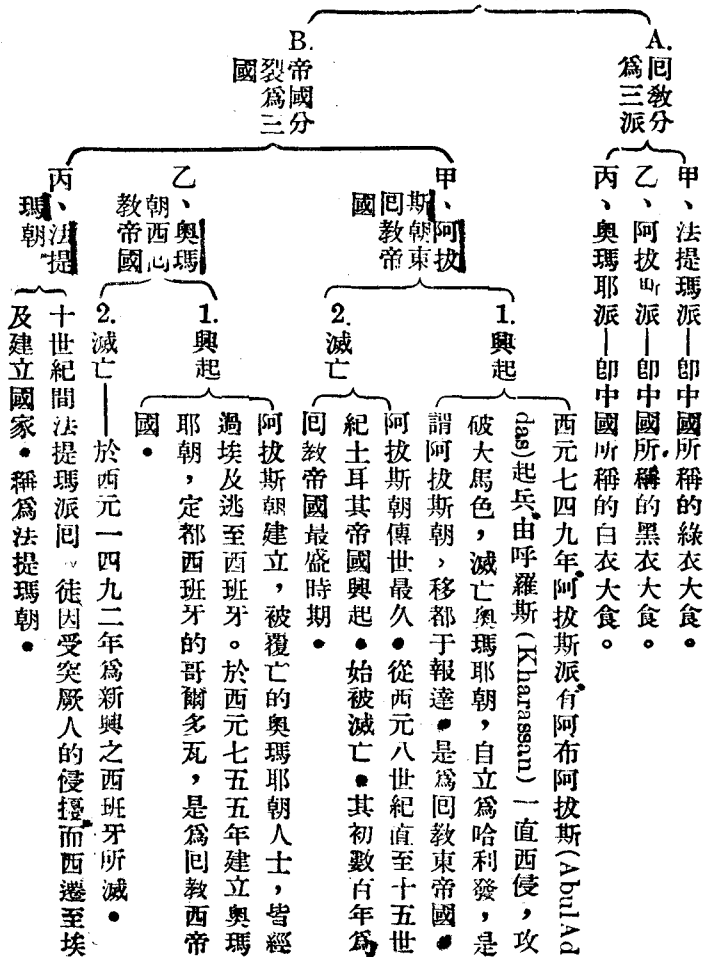 A.回教分
爲三派
甲、法提瑪派—即中國所稱的綠衣大食。
乙、阿拔斯派—即中國所稱的黑衣大食。
丙、奧瑪耶派—即中國所稱的白衣大食。
B.帝國分
裂爲三
國
甲、阿拔
斯朝東
回教帝
國
1.興起
西元七四九年阿拔斯派有阿布阿拔斯(Abul Ad
das)起兵由呼羅斯(Kharassan)一直西侵，攻
破大馬色，滅亡奧瑪耶朝，自立爲哈利發，是
謂阿拔斯朝，移都于報達。是爲回教東帝國。
2.滅亡
阿拔斯朝傳世最久。從西元八世紀直至十五世
紀土耳其帝國興起。始被滅亡。其初數百年爲
回教帝國最盛時期。
乙、奧瑪
朝西回
教帝國
1.興起
阿拔斯朝建立，被覆亡的奧瑪耶朝人士，皆經
過埃及逃至西班牙。於西元七五五年建立奧瑪
耶朝，定都西班牙的哥爾多瓦，是爲回教西帝
國。
2.滅亡—於西元一四九二年爲新興之西班牙所滅。
丙、法提
瑪朝
十世紀間法提瑪派回徒因受突厥人的侵擾而西遷至埃
及建立國家。稱爲法提瑪朝。